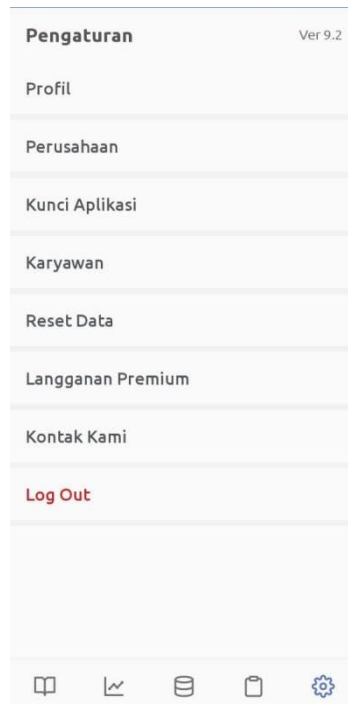 Pengaturan Ver 9.2
Profil
Perusahaan
Kunci Aplikasi
Karyawan
Reset Data
Langganan Premium
Kontak Kami
Log Out